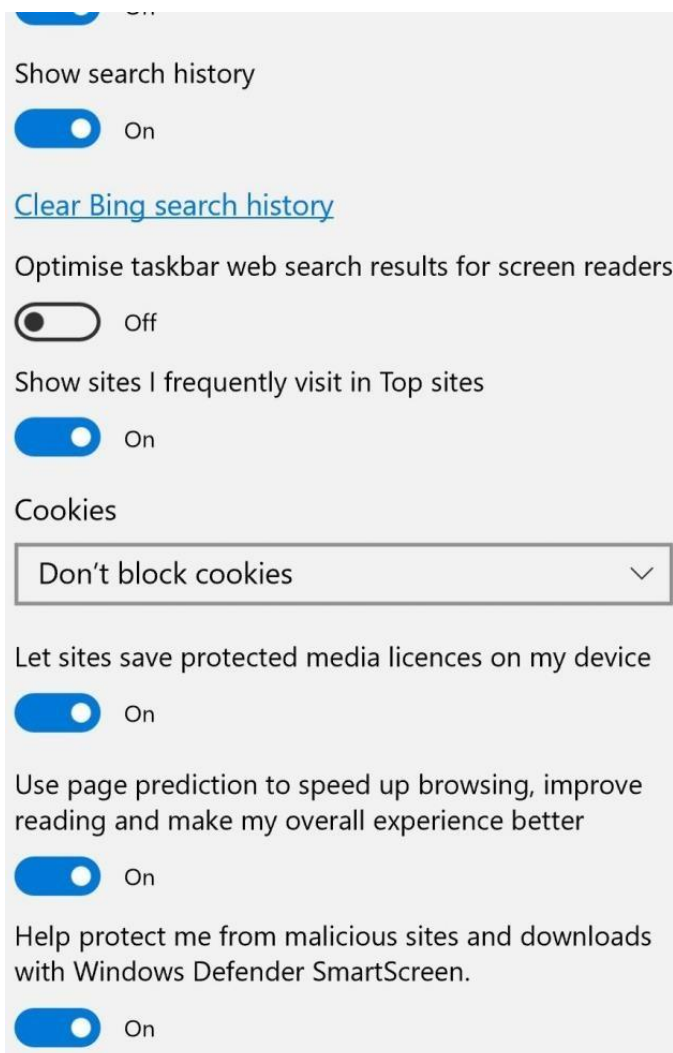 Show search history
On
Clear Bing search history
Optimise taskbar web search results for screen readers
Off
Show sites I frequently visit in Top sites
On
Cookies
Don't block cookies
Let sites save protected media licences on my device
On
Use page prediction to speed up browsing, improve
reading and make my overall experience better
On
Help protect me from malicious sites and downloads
with Windows Defender SmartScreen.
On